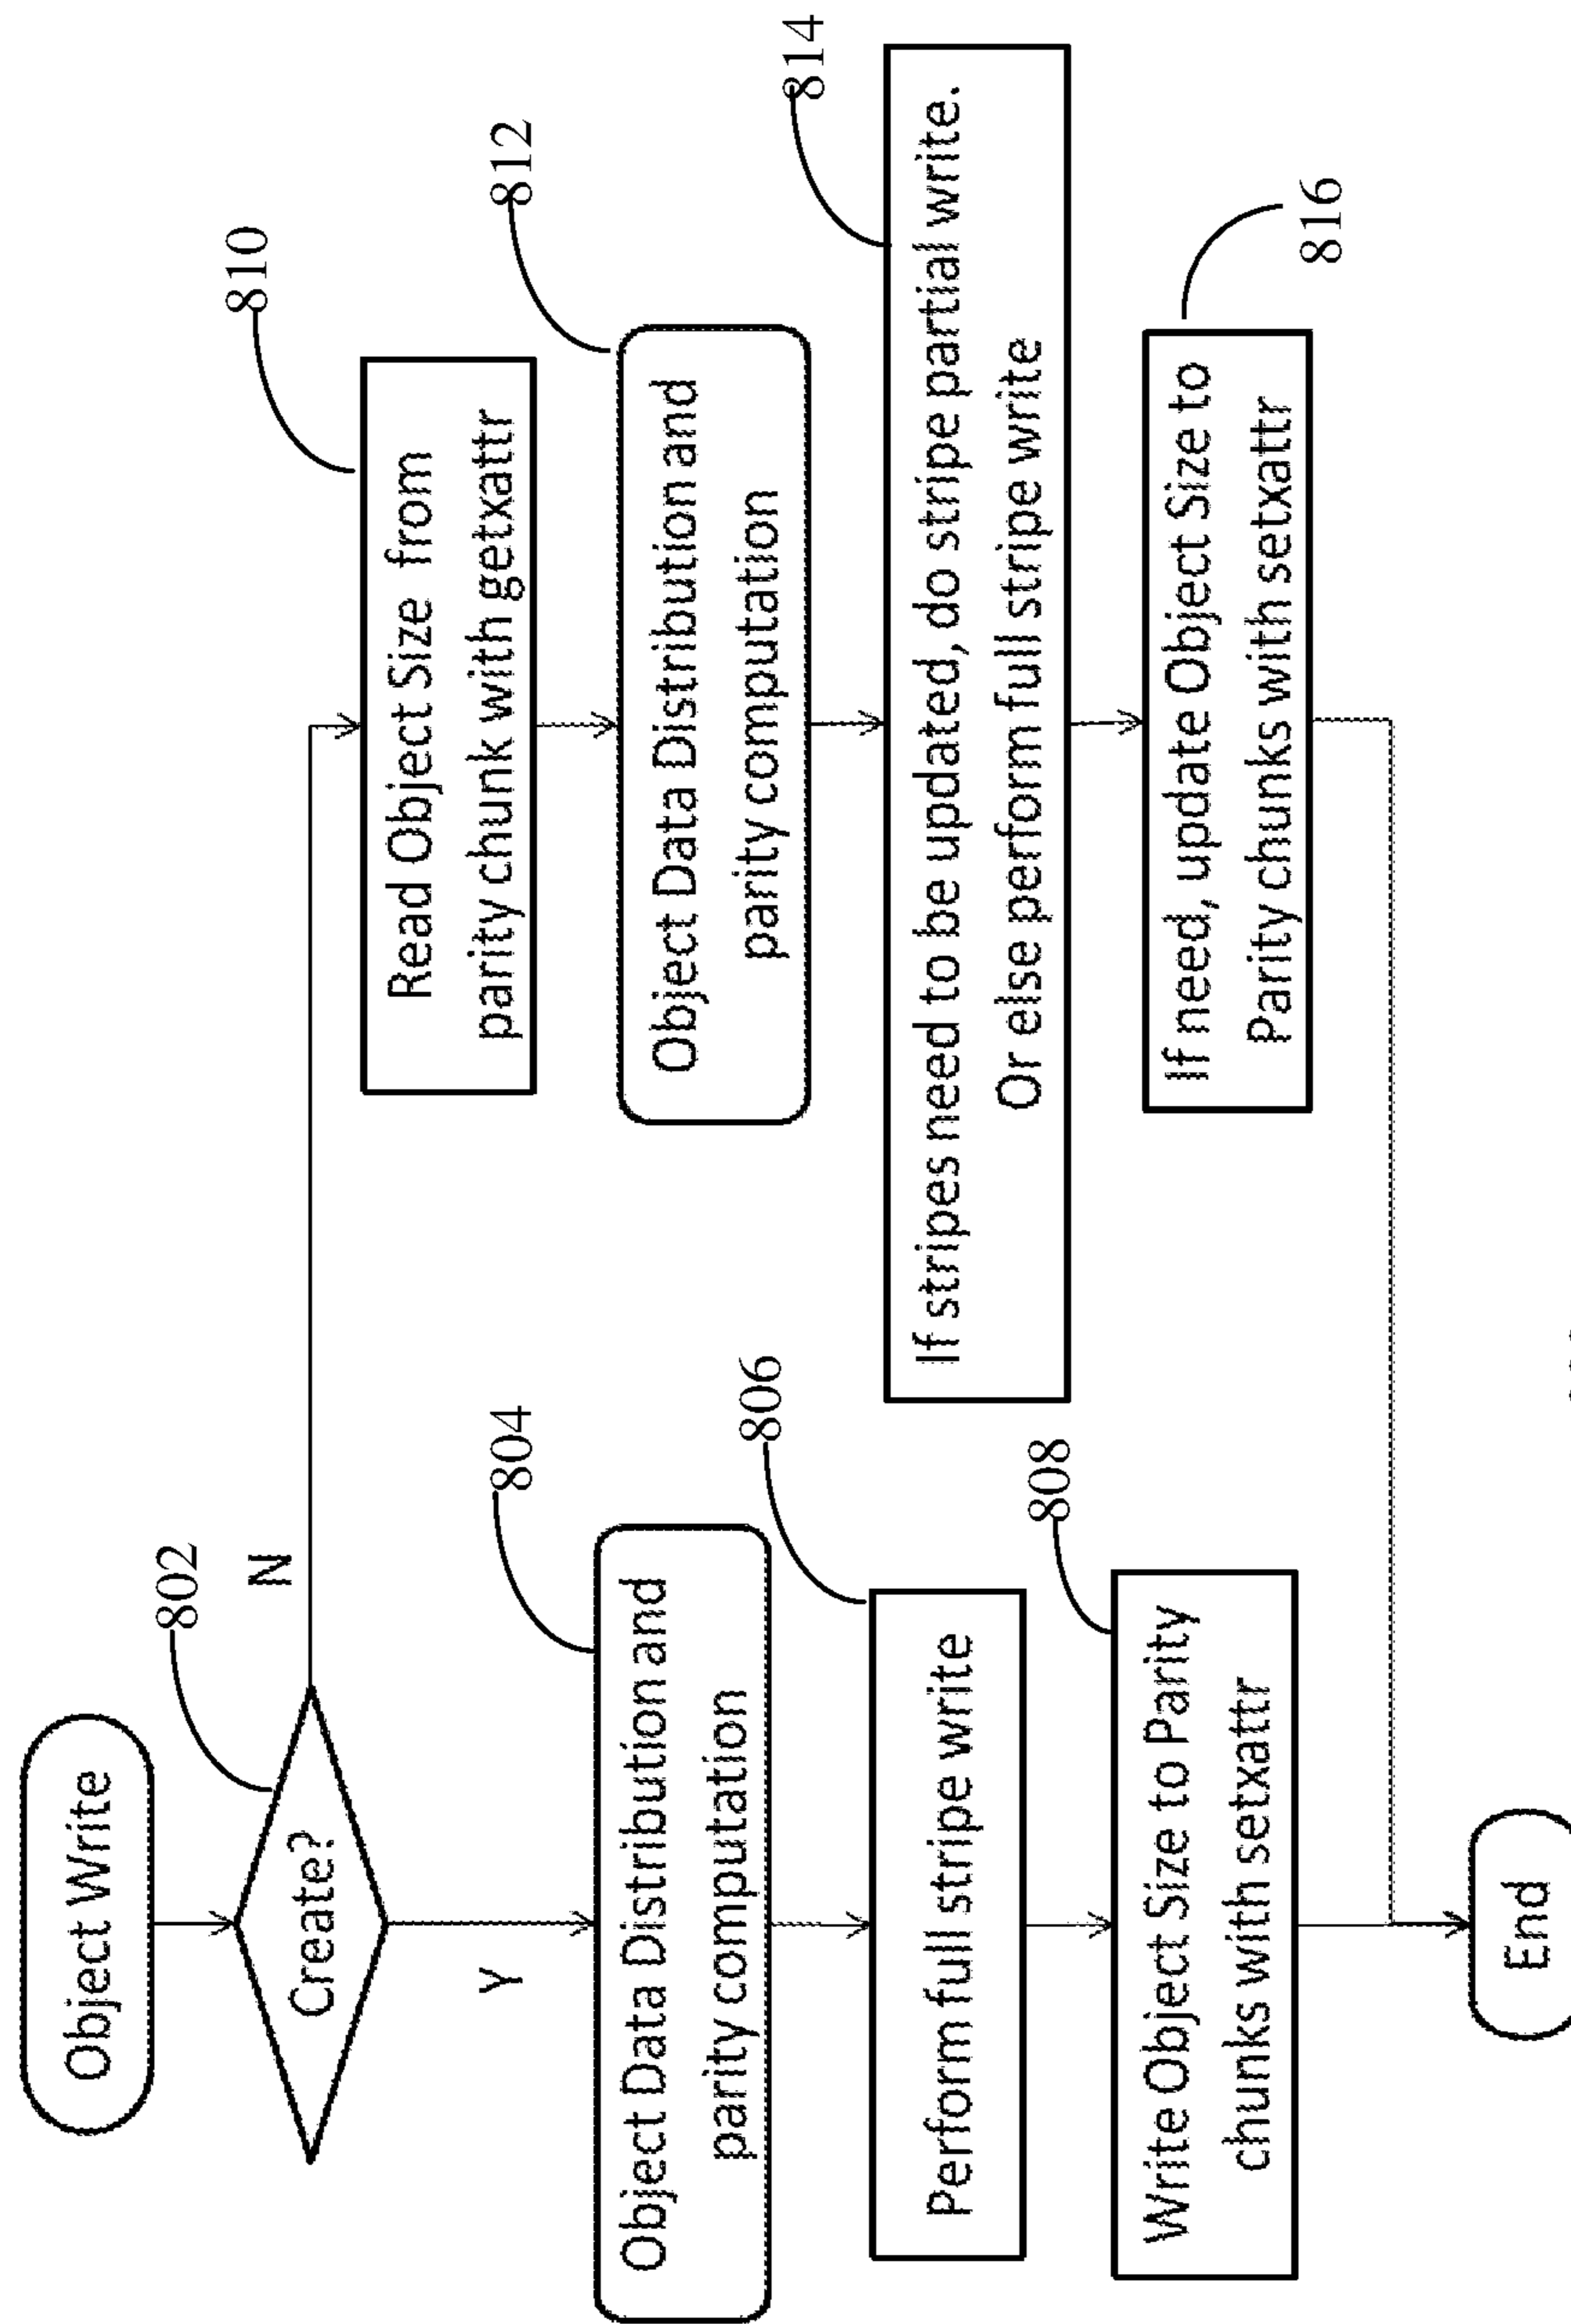 Object Write
802
Create?
N
Y
804
Object Data Distribution and
parity computation
806
Perform full stripe write
808
Write Object Size to Parity
chunks with setxattr
810
Read Object Size from
parity chunk with getxattr
812
Object Data Distribution and
parity computation
814
If stripes need to be updated, do stripe partial write.
Or else perform full stripe write
816
If need, update Object Size to
Parity chunks with setxattr
End